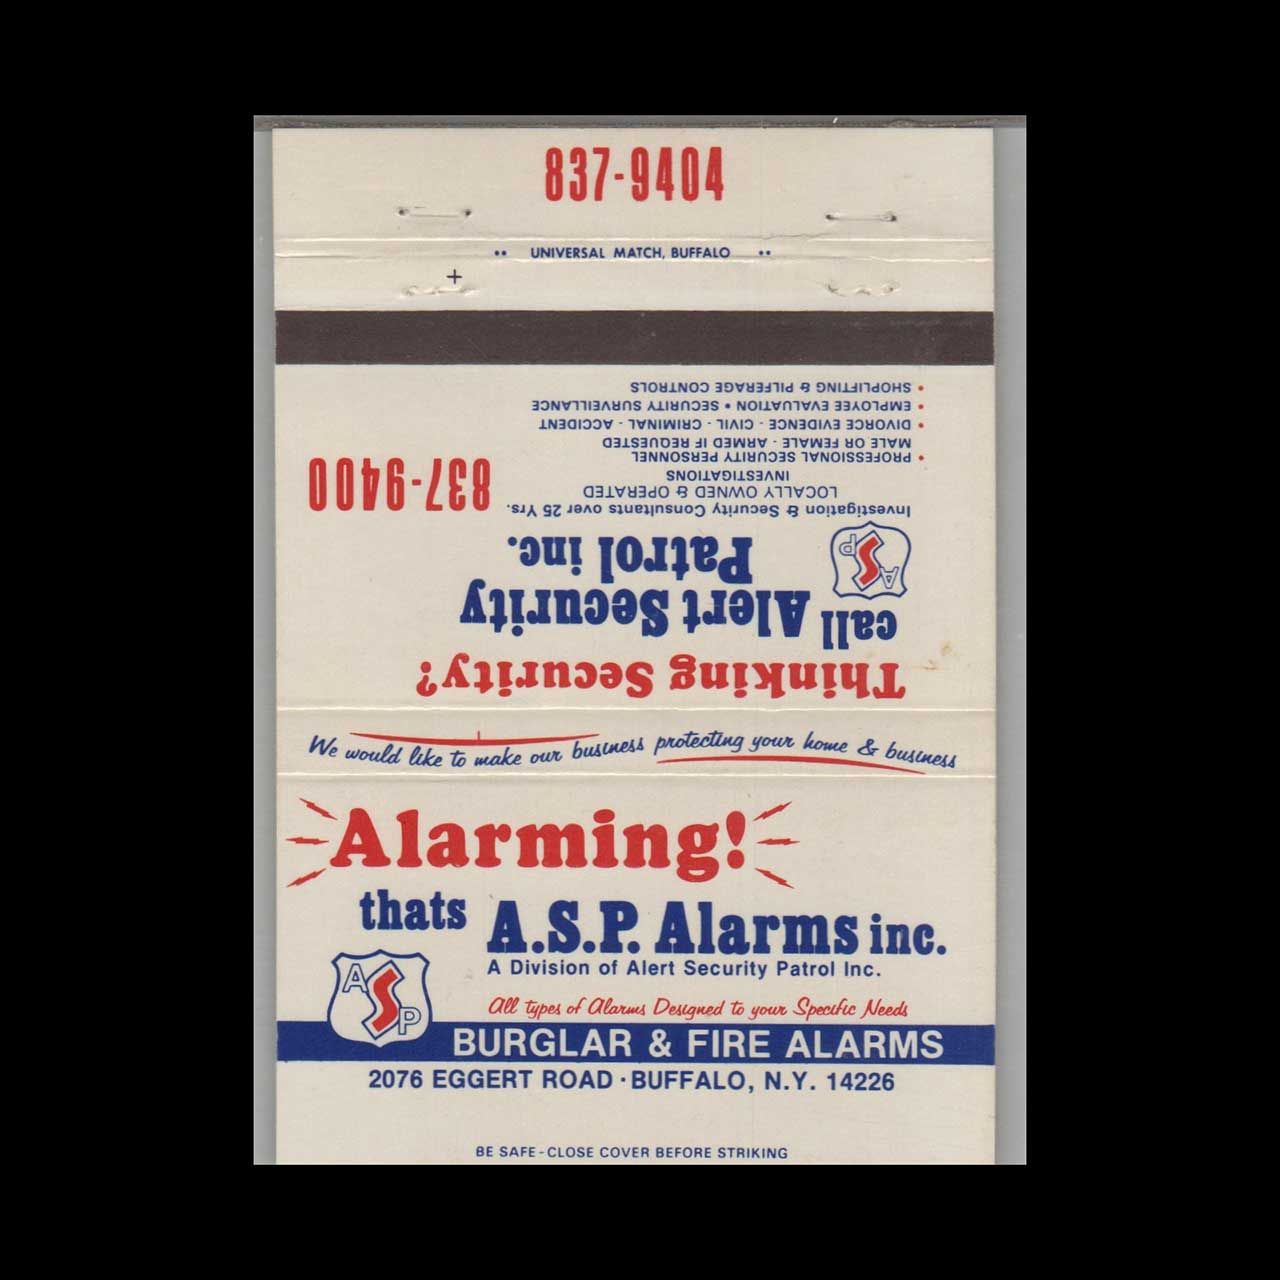 837-9404
•• UNIVERSAL MATCH, BUFFALO ••
+
Thinking Security?
call Alert Security
Patrol inc.
ASP
Investigation & Security Consultants over 25 Yrs.
LOCALLY OWNED & OPERATED
INVESTIGATIONS
• PROFESSIONAL SECURITY PERSONNEL
MALE OR FEMALE - ARMED IF REQUESTED
• DIVORCE EVIDENCE - CIVIL - CRIMINAL - ACCIDENT
• EMPLOYEE EVALUATION • SECURITY SURVEILLANCE
• SHOPLIFTING & PILFERAGE CONTROLS
837-9400
We would like to make our business protecting your home & business
Alarming!
thats A.S.P. Alarms inc.
A Division of Alert Security Patrol Inc.
ASP
All types of Alarms Designed to your Specific Needs
BURGLAR & FIRE ALARMS
2076 EGGERT ROAD · BUFFALO, N.Y. 14226
BE SAFE - CLOSE COVER BEFORE STRIKING